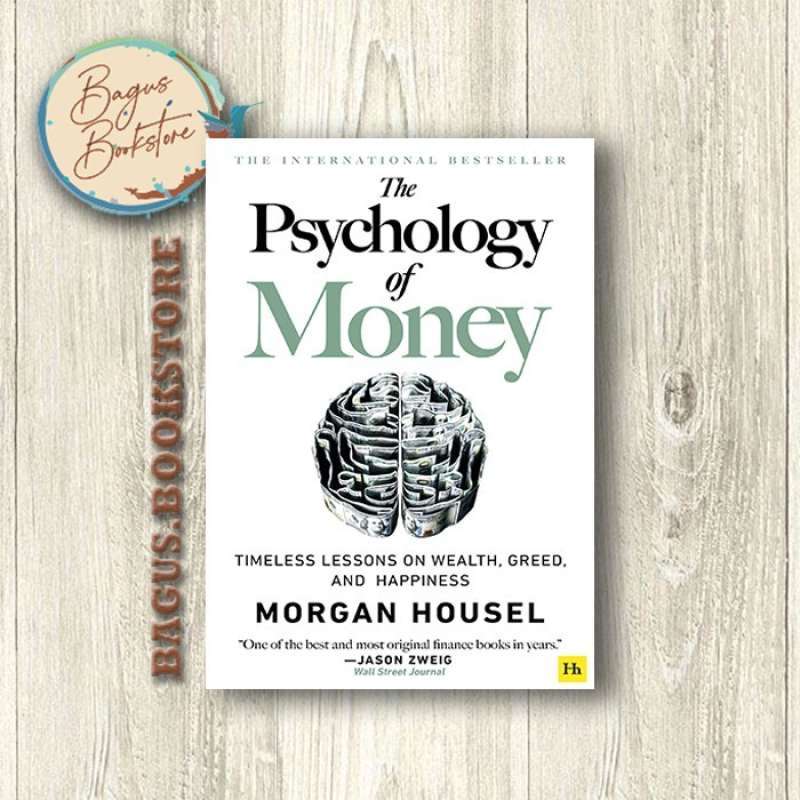 Bagus
Bookstore
BAGUS.BOOKSTORE
THE INTERNATIONAL BESTSELLER
The
Psychology
of
Money
TIMELESS LESSONS ON WEALTH, GREED,
AND HAPPINESS
MORGAN HOUSEL
"One of the best and most original finance books in years."
—JASON ZWEIG
Wall Street Journal
Hh